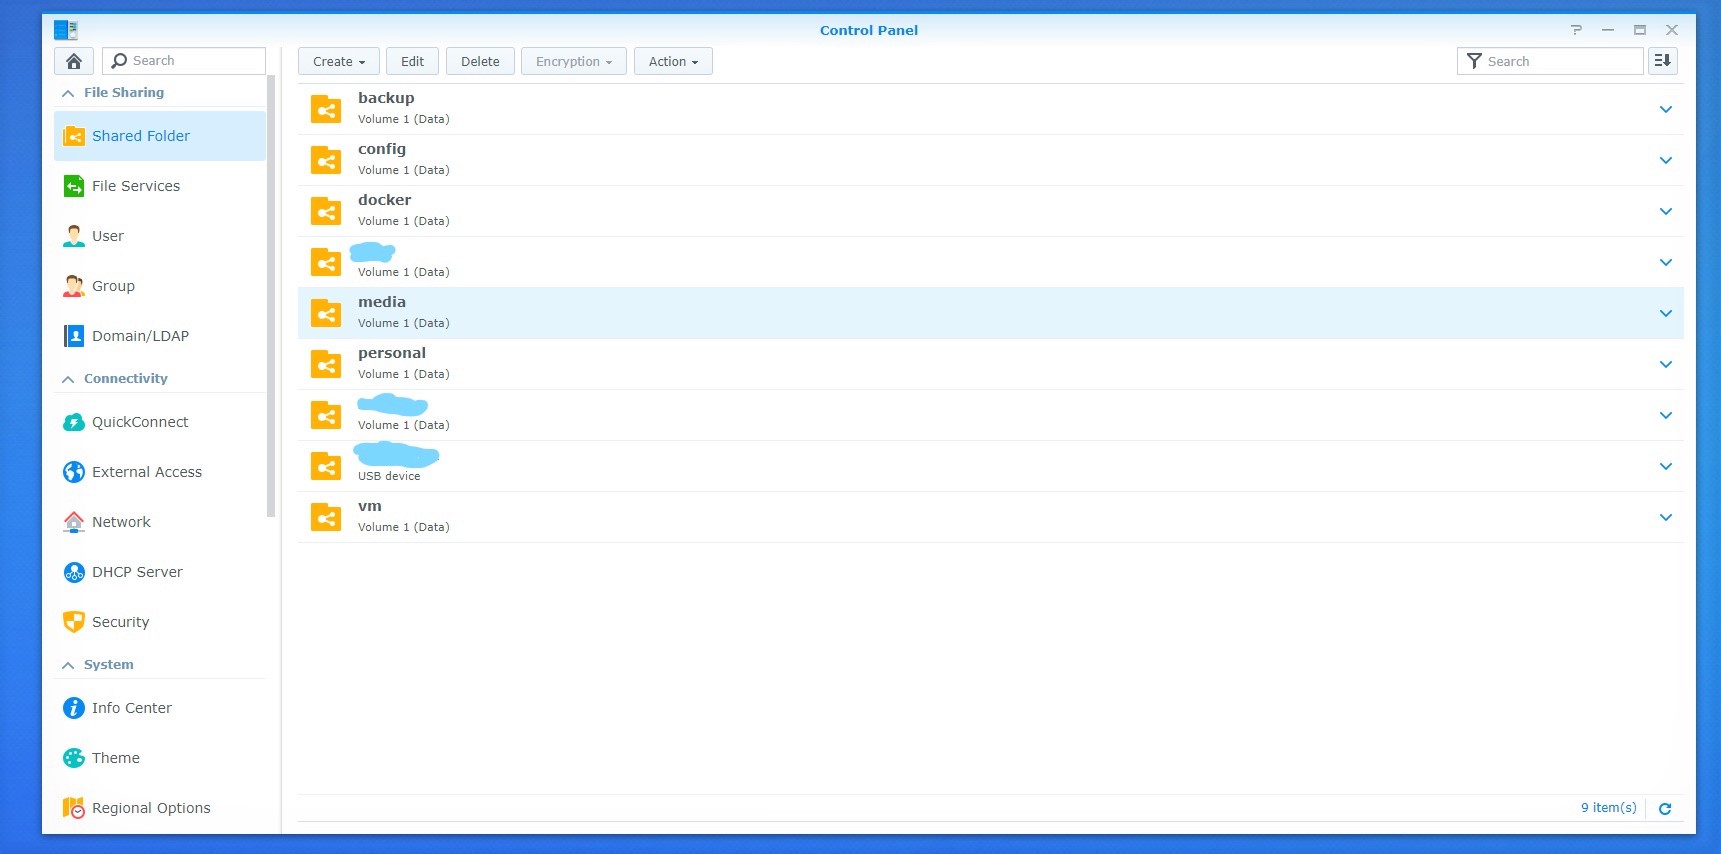 Control Panel
Search
Create Edit Delete Encryption Action
Search
File Sharing
Shared Folder
File Services
User
Group
Domain/LDAP
Connectivity
QuickConnect
External Access
Network
DHCP Server
Security
System
Info Center
Theme
Regional Options
backup
Volume 1 (Data)
config
Volume 1 (Data)
docker
Volume 1 (Data)
Volume 1 (Data)
media
Volume 1 (Data)
personal
Volume 1 (Data)
Volume 1 (Data)
USB device
vm
Volume 1 (Data)
9 item(s)